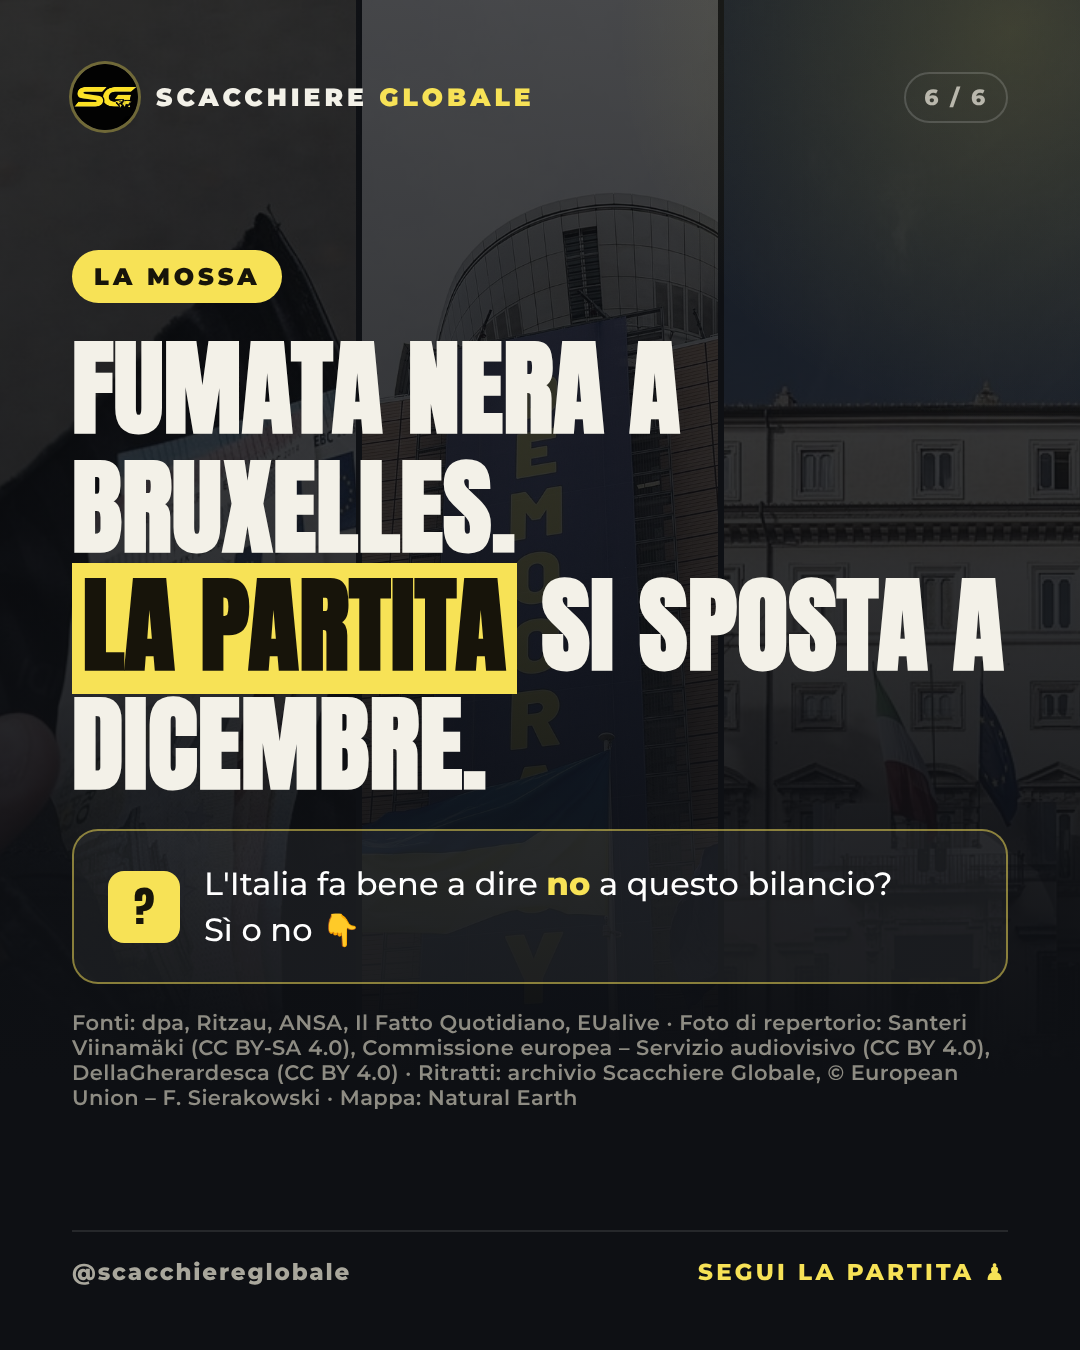 SG
SCACCHIERE GLOBALE
6 / 6
LA MOSSA
FUMATA NERA A
BRUXELLES.
LA PARTITA SI SPOSTA A
DICEMBRE.
?
L'Italia fa bene a dire no a questo bilancio?
Sì o no 👇
Fonti: dpa, Ritzau, ANSA, Il Fatto Quotidiano, EUalive · Foto di repertorio: Santeri
Viinamäki (CC BY-SA 4.0), Commissione europea – Servizio audiovisivo (CC BY 4.0),
DellaGherardesca (CC BY 4.0) · Ritratti: archivio Scacchiere Globale, © European
Union – F. Sierakowski · Mappa: Natural Earth
@scacchiereglobale
SEGUI LA PARTITA ♟